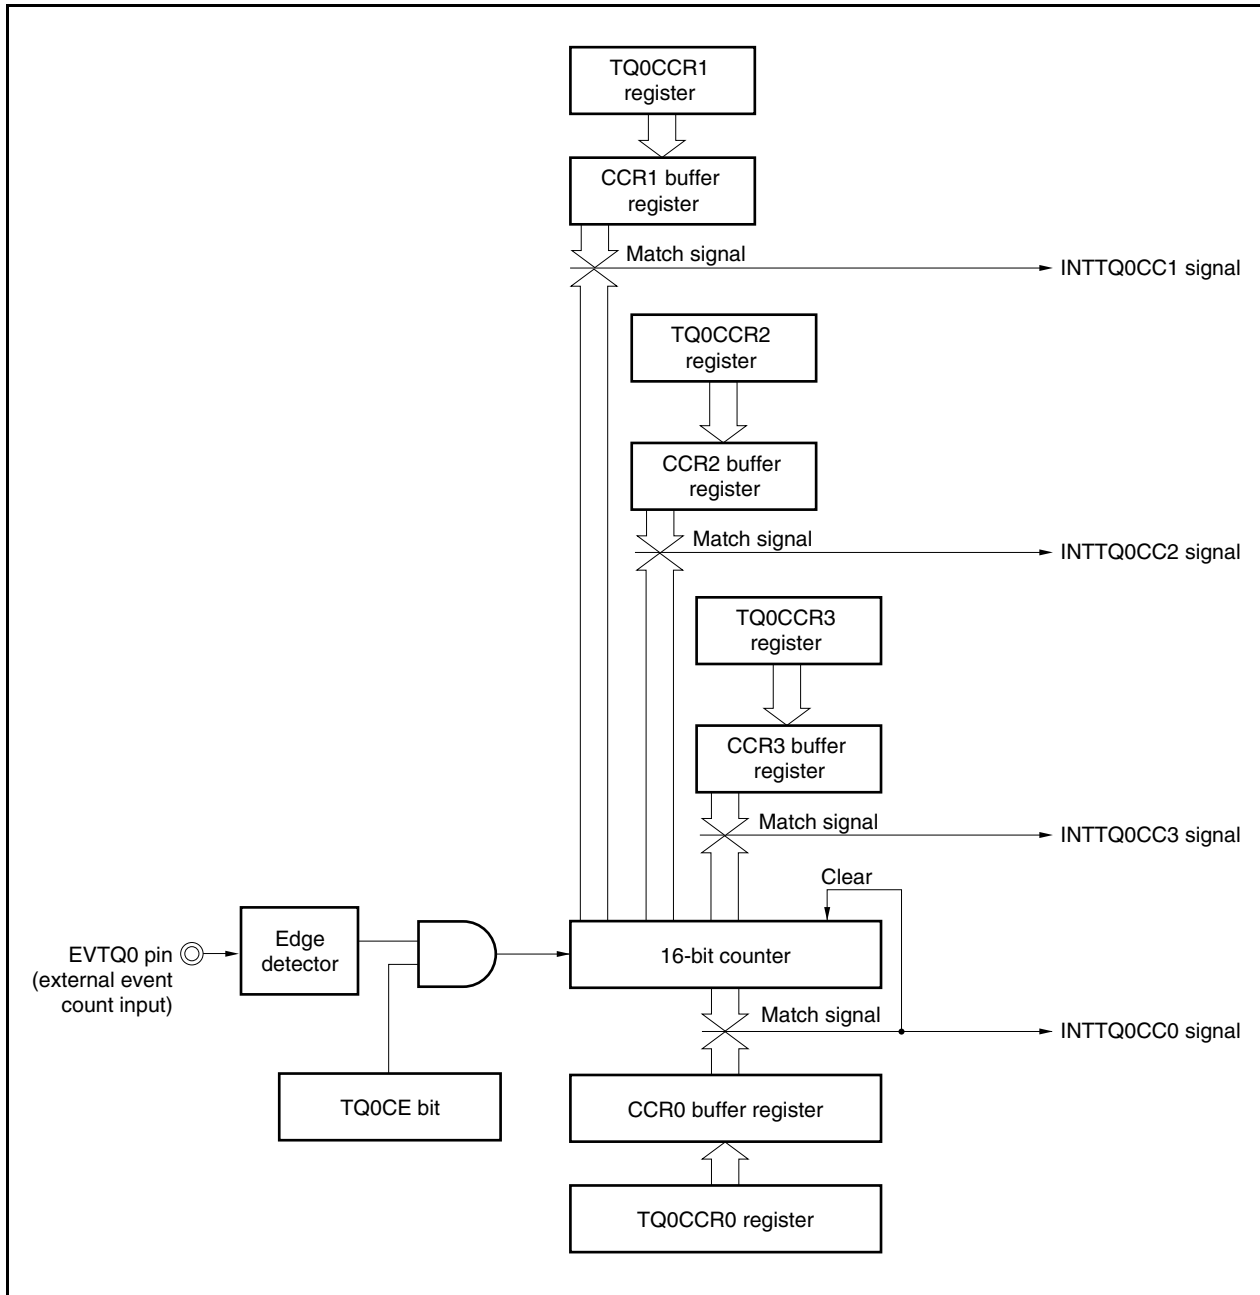 TQ0CCR1
register
CCR1 buffer
register
Match signal
INTTQ0CC1 signal
TQ0CCR2
register
CCR2 buffer
register
Match signal
INTTQ0CC2 signal
TQ0CCR3
register
CCR3 buffer
register
Match signal
INTTQ0CC3 signal
Clear
EVTQ0 pin
(external event
count input)
Edge
detector
16-bit counter
Match signal
INTTQ0CC0 signal
TQ0CE bit
CCR0 buffer register
TQ0CCR0 register